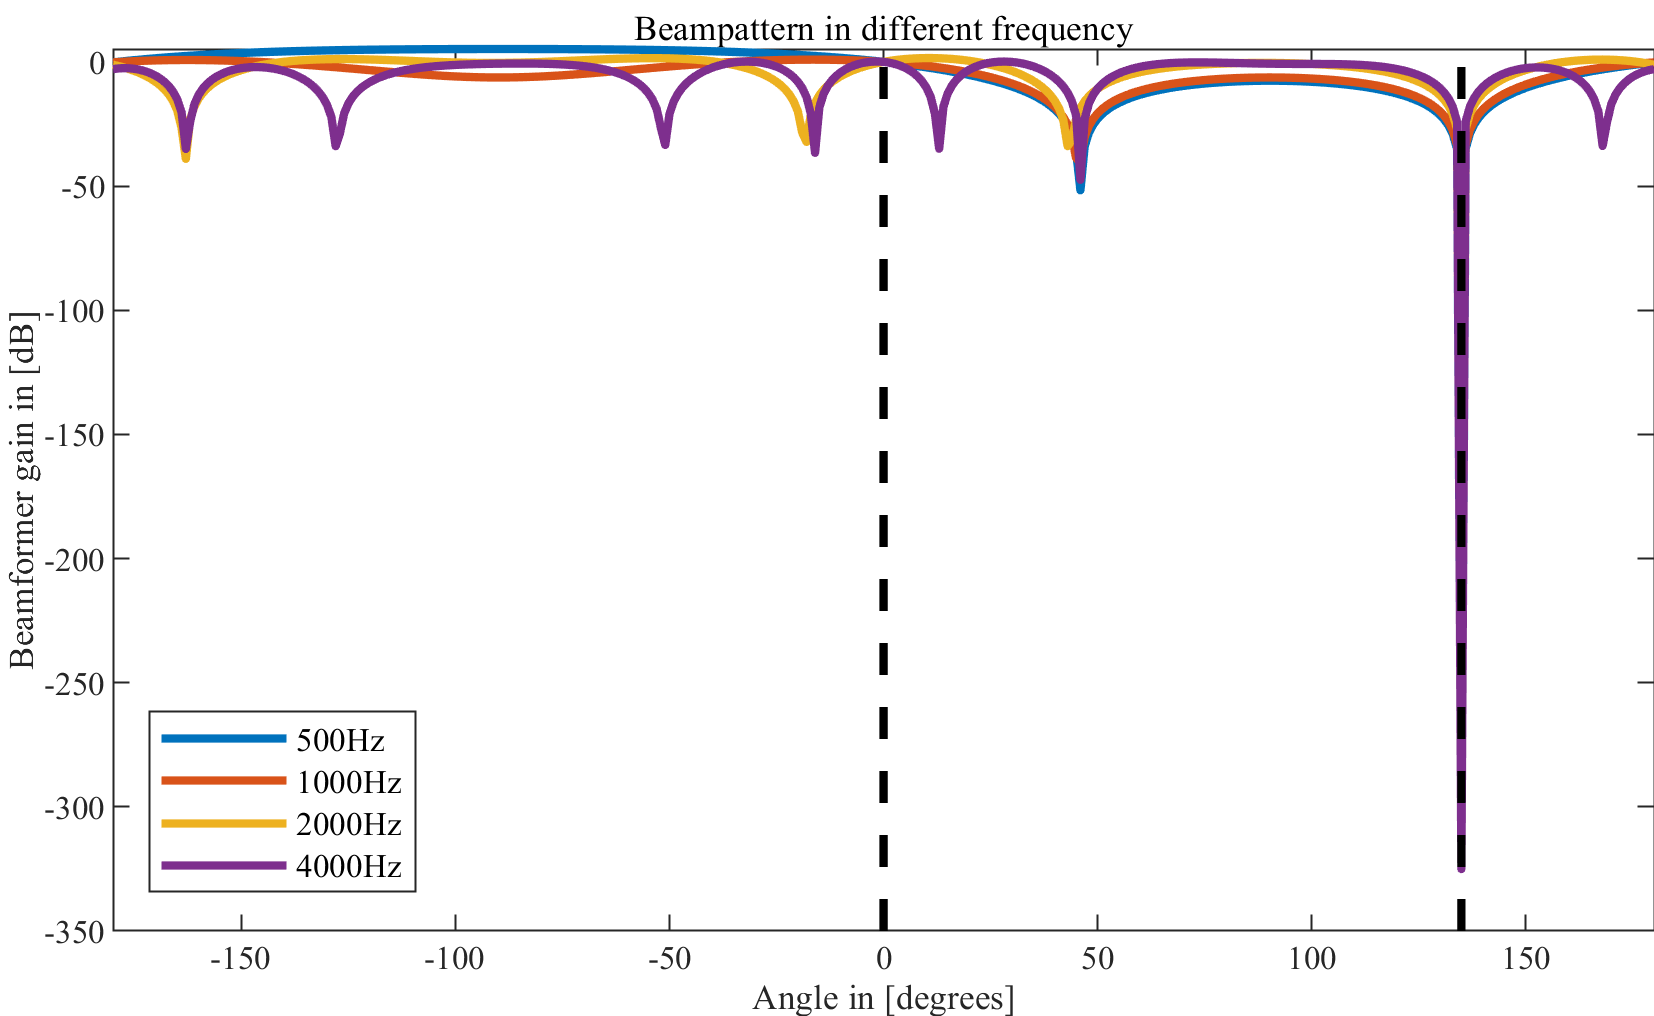 Beampattern in different frequency
Beamformer gain in [dB]
0
-50
-100
-150
-200
-250
-300
-350
500Hz
1000Hz
2000Hz
4000Hz
-150
-100
-50
0
50
100
150
Angle in [degrees]